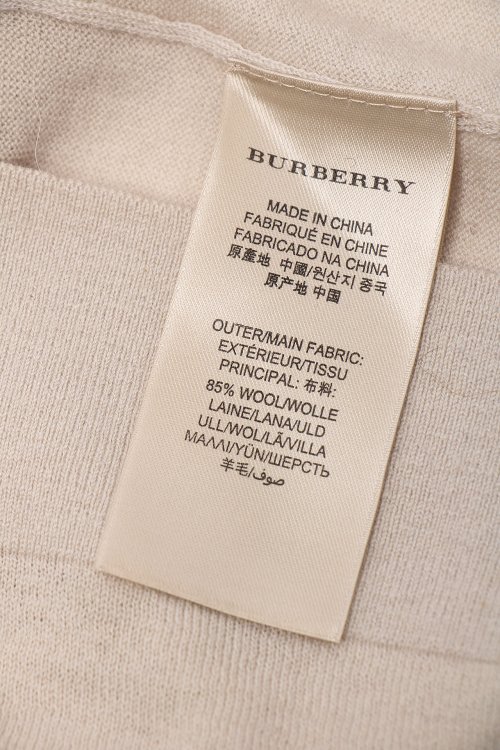 BURBERRY
MADE IN CHINA
FABRIQUÉ EN CHINE
FABRICADO NA CHINA
原產地 中國/원산지 중국
原产地 中国
OUTER/MAIN FABRIC:
EXTÉRIEUR/TISSU
PRINCIPAL: 布料:
85% WOOL/WOLLE
LAINE/LANA/ULD
ULL/WOL/LÃ/VILLA
ΜΑΛΛΙ/YÜN/ШЕРСТЬ
羊毛/صوف